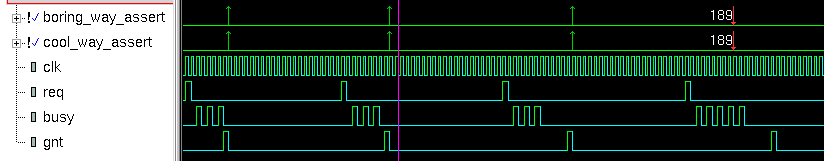 boring_way_assert 189
cool_way_assert 189
clk
req
busy
gnt